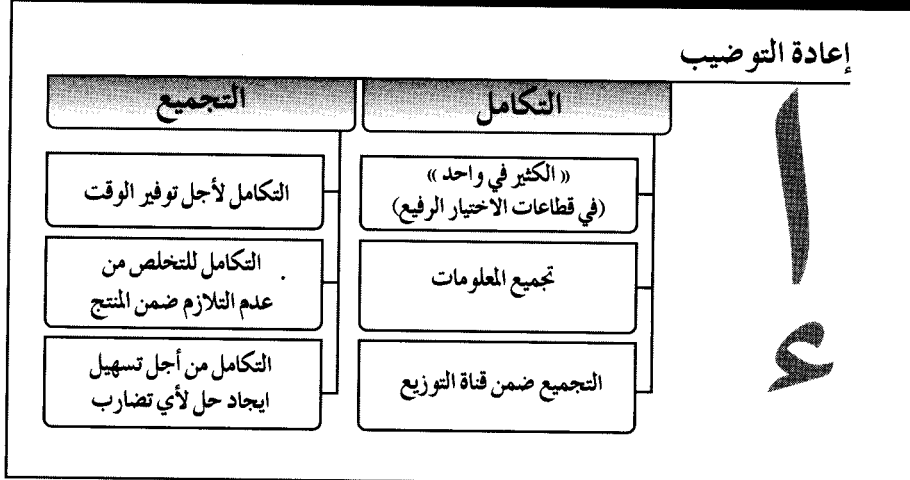 إعادة التوضيب
إ
التكامل
« الكثير في واحد »
(في قطاعات الاختيار الرفيع)
تجميع المعلومات
التجميع ضمن قناة التوزيع
التجميع
التكامل لأجل توفير الوقت
التكامل للتخلص من
عدم التلازم ضمن المنتج
التكامل من أجل تسهيل
ايجاد حل لأي تضارب